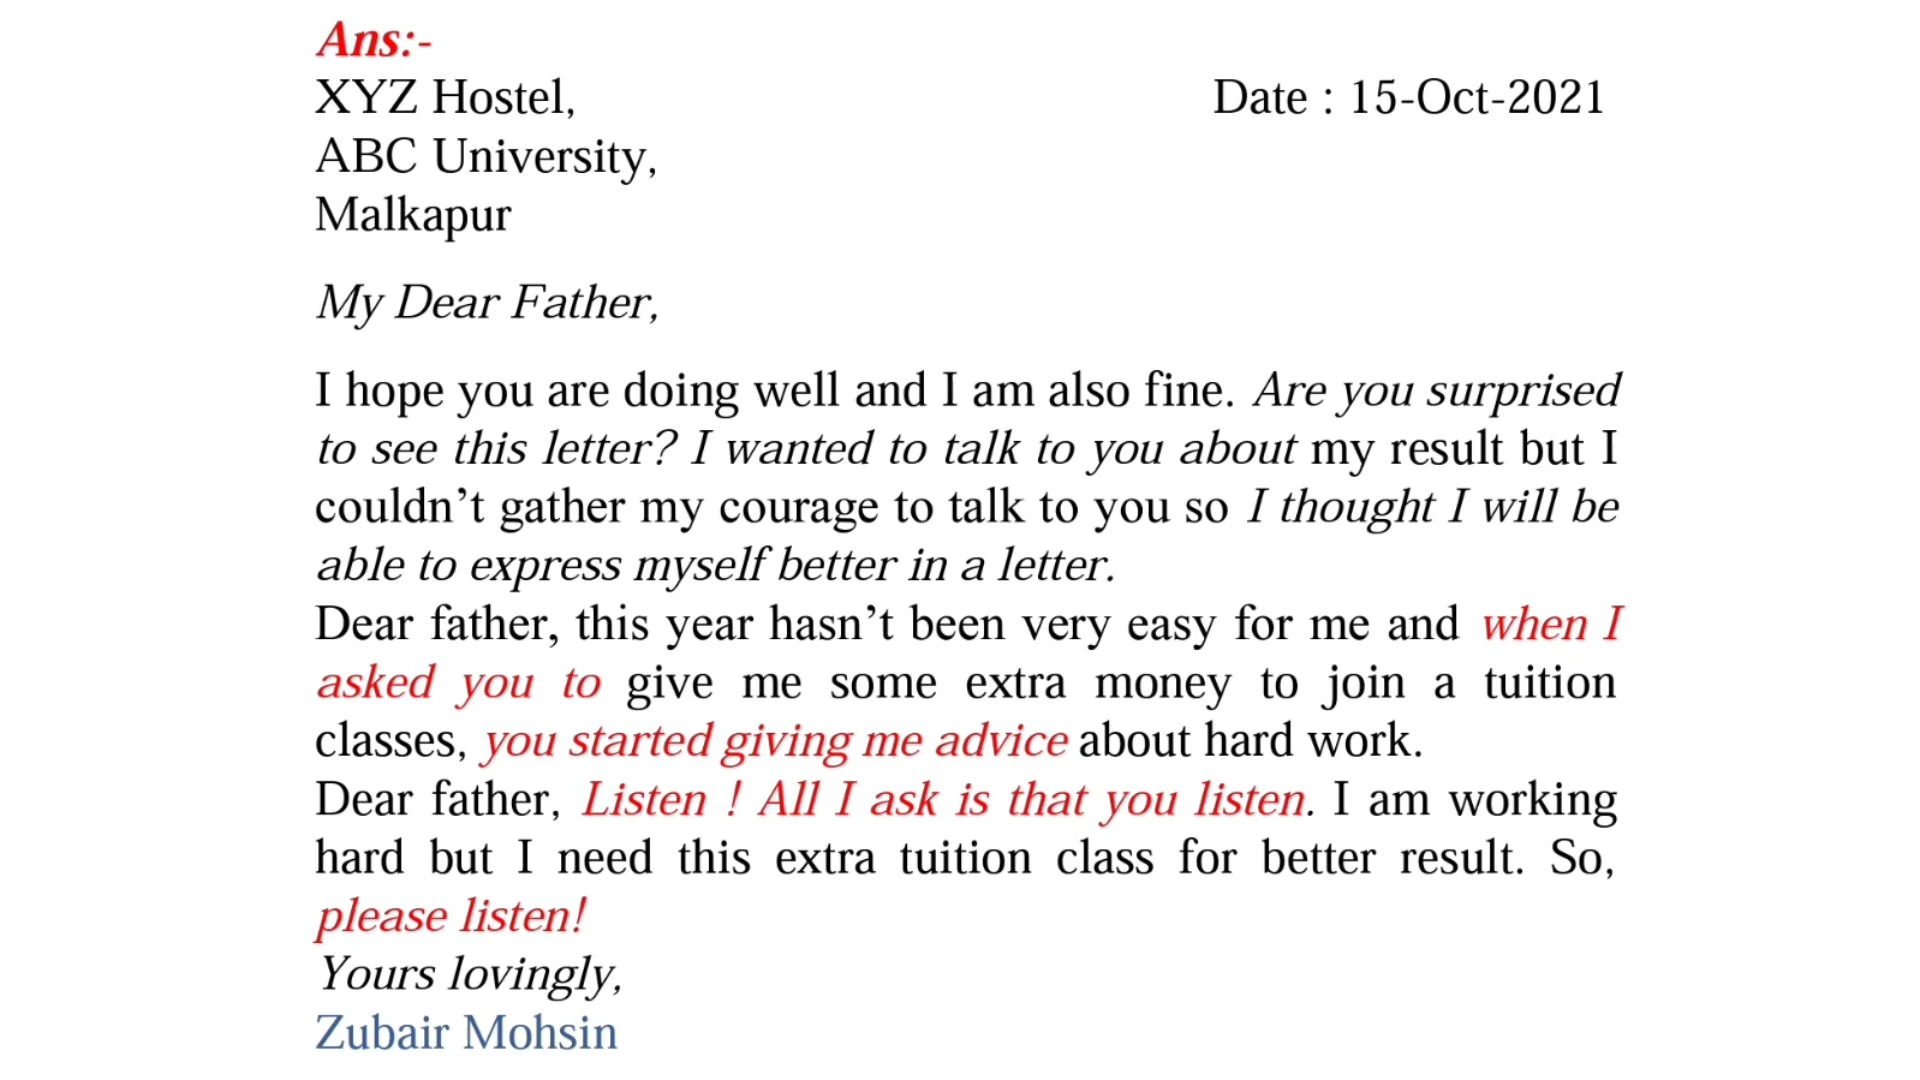 Ans:-
XYZ Hostel, Date : 15-Oct-2021
ABC University,
Malkapur
My Dear Father,
I hope you are doing well and I am also fine. Are you surprised
to see this letter? I wanted to talk to you about my result but I
couldn’t gather my courage to talk to you so I thought I will be
able to express myself better in a letter.
Dear father, this year hasn’t been very easy for me and when I
asked you to give me some extra money to join a tuition
classes, you started giving me advice about hard work.
Dear father, Listen ! All I ask is that you listen. I am working
hard but I need this extra tuition class for better result. So,
please listen!
Yours lovingly,
Zubair Mohsin